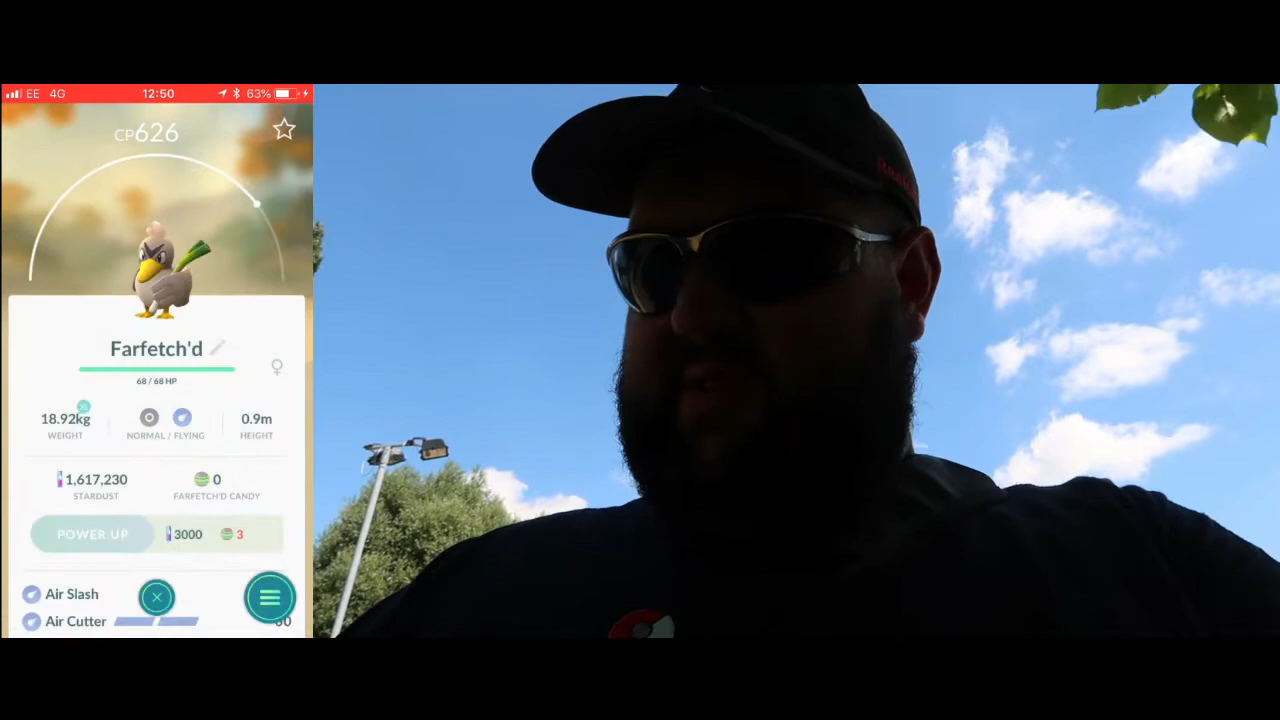 EE 4G 12:50 63%
CP626
Farfetch'd
68 / 68 HP
18.92kg
XL
WEIGHT
NORMAL / FLYING
0.9m
HEIGHT
1,617,230
STARDUST
0
FARFETCH'D CANDY
POWER UP 3000 3
Air Slash
Air Cutter